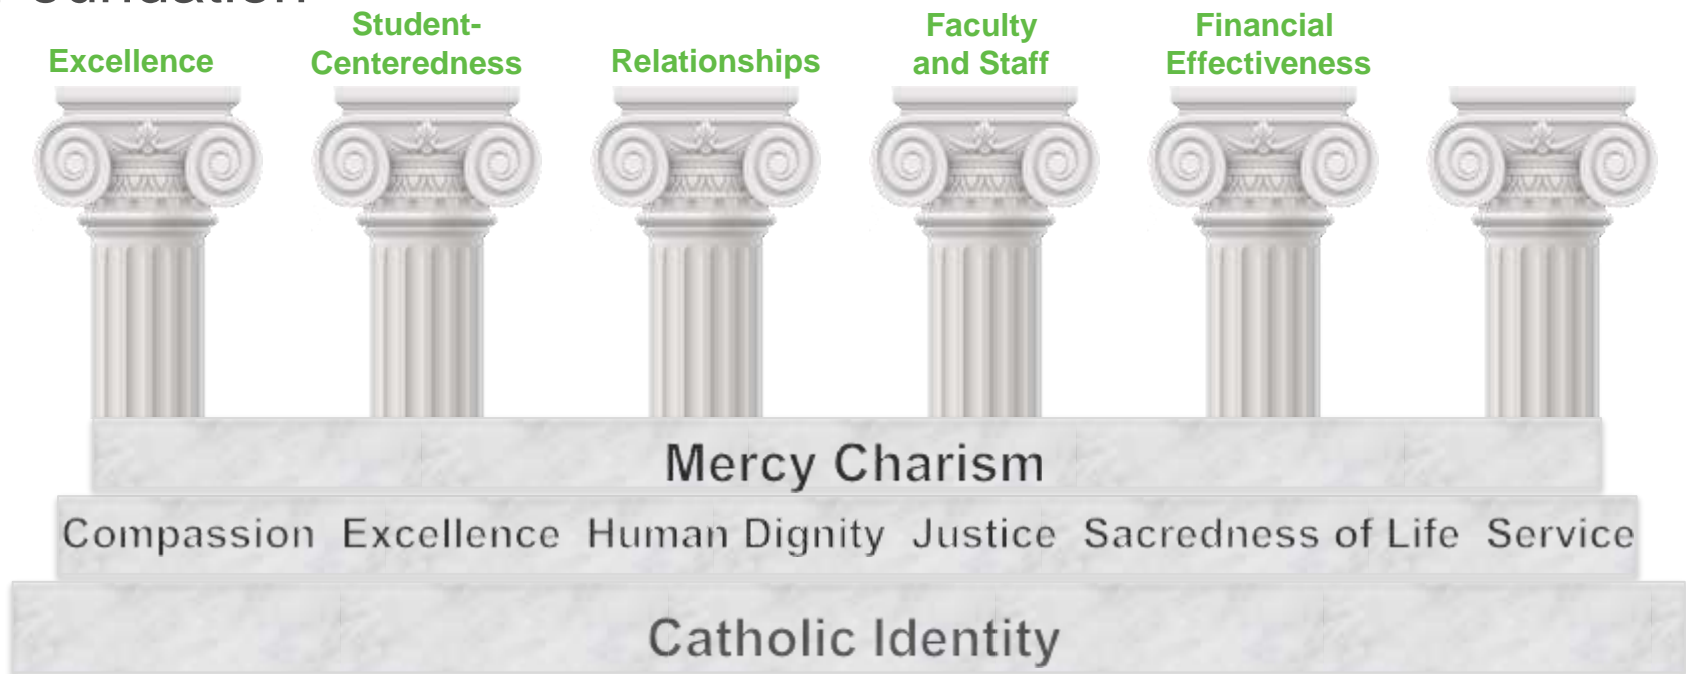 Foundation
Excellence
Student-
Centeredness
Relationships
Faculty
and Staff
Financial
Effectiveness
Mercy Charism
Compassion Excellence Human Dignity Justice Sacredness of Life Service
Catholic Identity